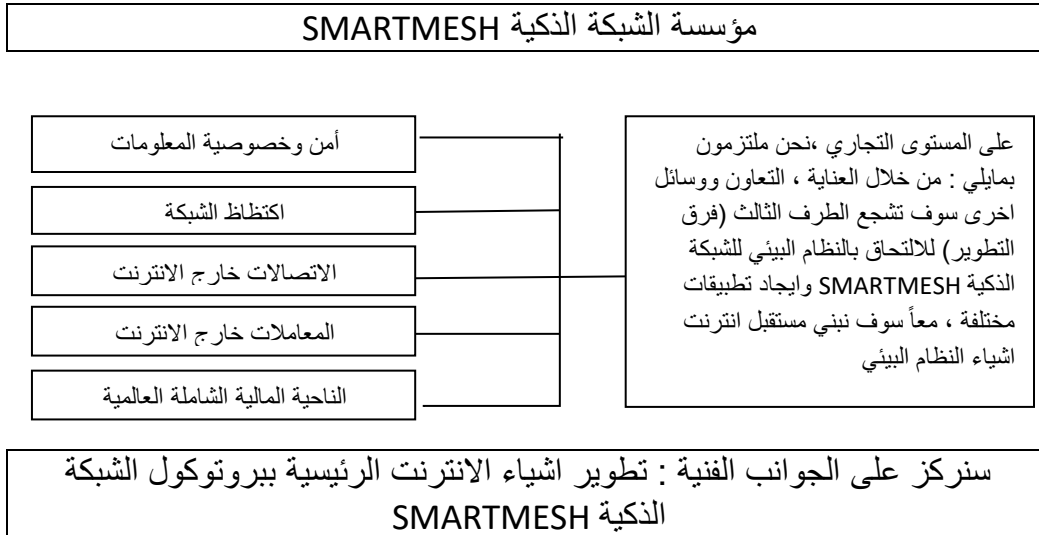 مؤسسة الشبكة الذكية SMARTMESH
على المستوى التجاري ،نحن ملتزمون
بمايلي : من خلال العناية ، التعاون ووسائل
اخرى سوف تشجع الطرف الثالث (فرق
التطوير) للالتحاق بالنظام البيئي للشبكة
الذكية SMARTMESH وايجاد تطبيقات
مختلفة ، معاً سوف نبني مستقبل انترنت
اشياء النظام البيئي
أمن وخصوصية المعلومات
اكتظاظ الشبكة
الاتصالات خارج الانترنت
المعاملات خارج الانترنت
الناحية المالية الشاملة العالمية
سنركز على الجوانب الفنية : تطوير اشياء الانترنت الرئيسية ببروتوكول الشبكة
الذكية SMARTMESH